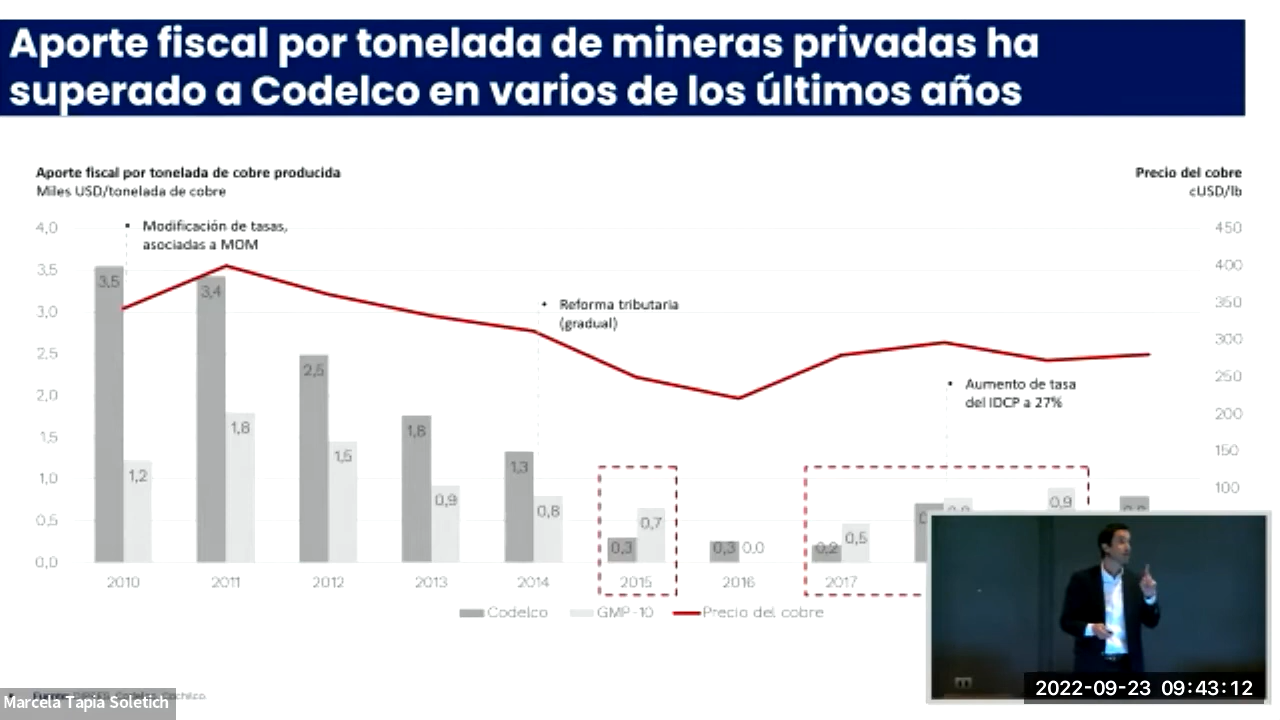 Aporte fiscal por tonelada de mineras privadas ha
superado a Codelco en varios de los últimos años
Aporte fiscal por tonelada de cobre producida
Miles USD/tonelada de cobre
Precio del cobre
cUSD/lb
4,0
3,5
3,0
2,5
2,0
1,5
1,0
0,5
0,0
450
400
350
300
250
200
150
100
• Modificación de tasas,
asociadas a MOM
• Reforma tributaria
(gradual)
• Aumento de tasa
del IDCP a 27%
3,5
1,2
3,4
1,8
2,5
1,5
1,8
0,9
1,3
0,8
0,3
0,7
0,3
0,0
0,2
0,5
0,9
2010
2011
2012
2013
2014
2015
2016
2017
Codelco
GMP-10
Precio del cobre
Marcela Tapia Soletich
2022-09-23 09:43:12